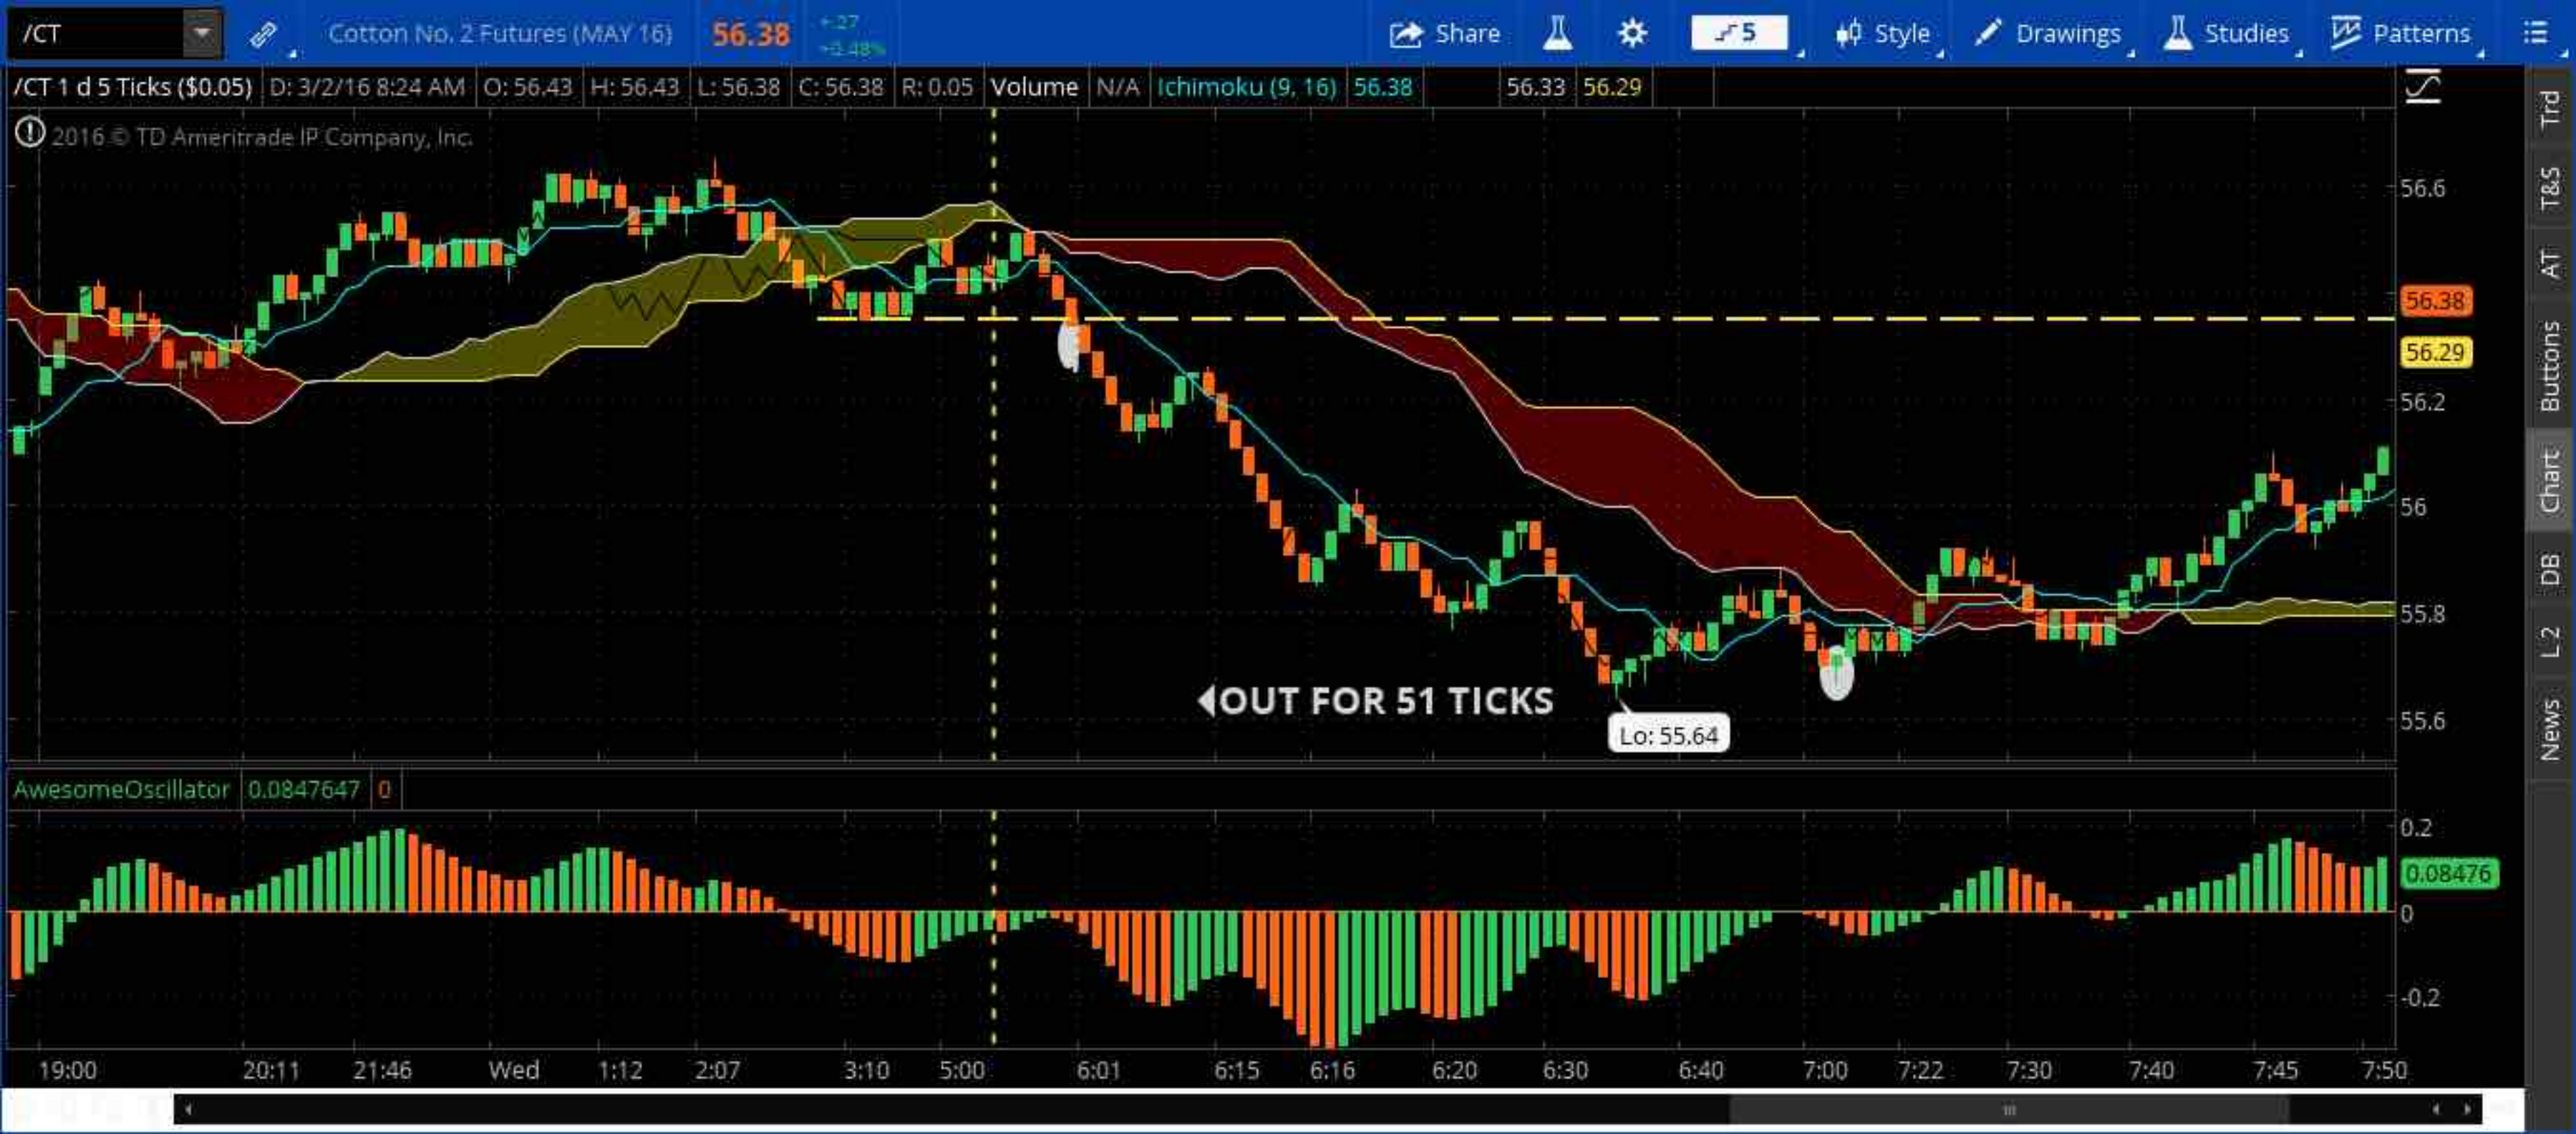 /CT Cotton No. 2 Futures (MAY 16) 56.38 +.27 Share 5 Style Drawings Studies Patterns
+0.48%
/CT 1 d 5 Ticks ($0.05) D: 3/2/16 8:24 AM O: 56.43 H: 56.43 L: 56.38 C: 56.38 R: 0.05 Volume N/A Ichimoku (9, 16) 56.38 56.33 56.29
2016 © TD Ameritrade IP Company, Inc.
56.6
56.38
56.29
56.2
56
55.8
55.6
◀OUT FOR 51 TICKS
Lo: 55.64
AwesomeOscillator 0.0847647 0
0.2
0.08476
0
-0.2
19:00 20:11 21:46 Wed 1:12 2:07 3:10 5:00 6:01 6:15 6:16 6:20 6:30 6:40 7:00 7:22 7:30 7:40 7:45 7:50
Trd
T&S
AT
Buttons
Chart
DB
L2
News